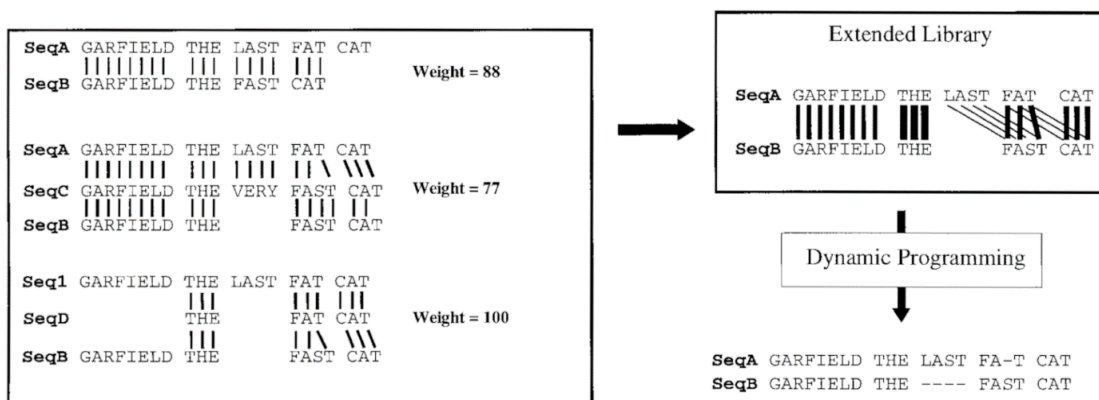 SeqA GARFIELD THE LAST FAT CAT
Weight = 88
SeqB GARFIELD THE FAST CAT
SeqA GARFIELD THE LAST FAT CAT
SeqC GARFIELD THE VERY FAST CAT
Weight = 77
SeqB GARFIELD THE FAST CAT
Seq1 GARFIELD THE LAST FAT CAT
SeqD THE FAT CAT
Weight = 100
SeqB GARFIELD THE FAST CAT
Extended Library
SeqA GARFIELD THE LAST FAT CAT
SeqB GARFIELD THE FAST CAT
Dynamic Programming
SeqA GARFIELD THE LAST FA-T CAT
SeqB GARFIELD THE ---- FAST CAT